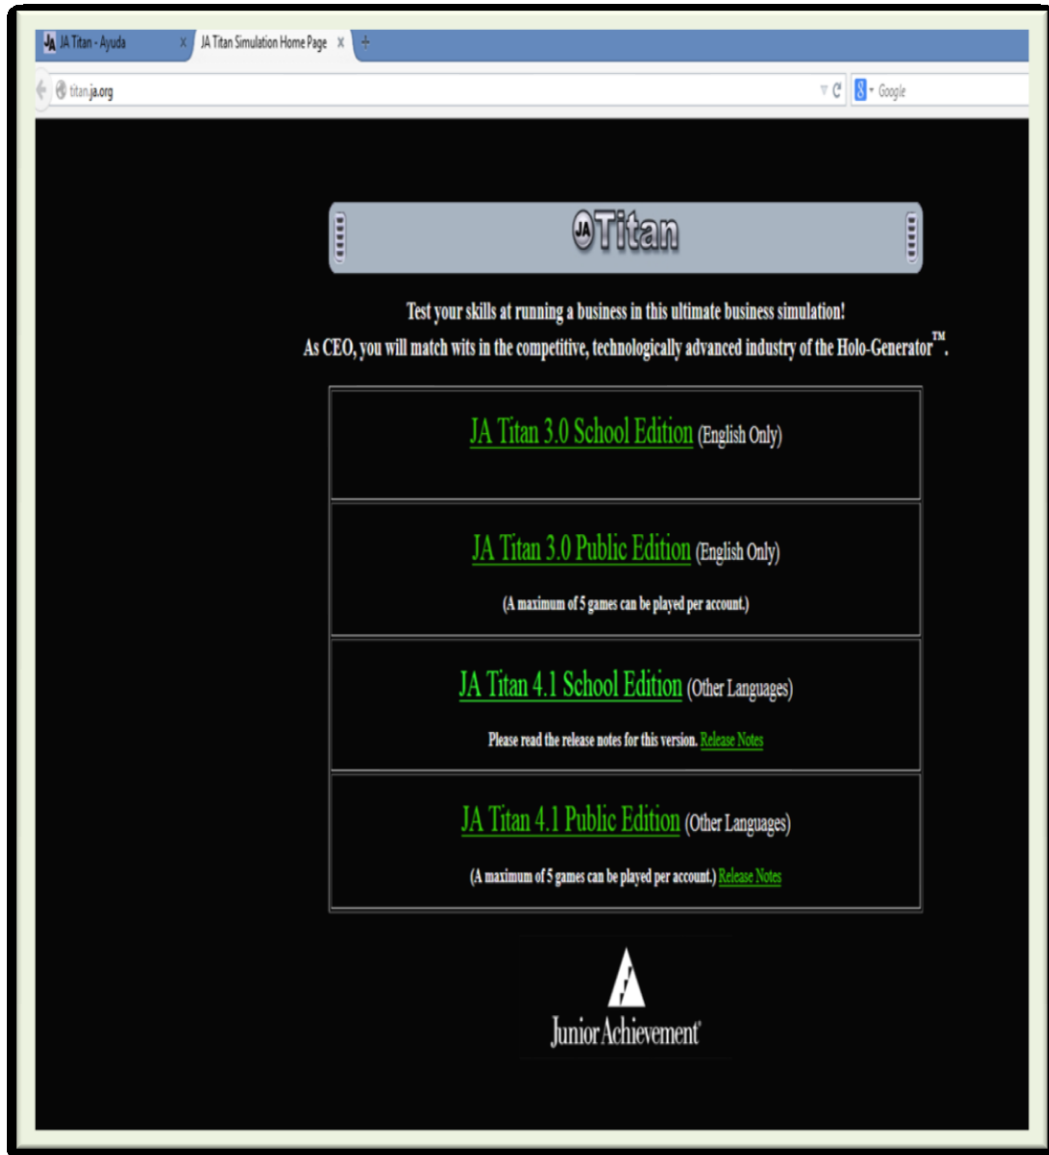 JA JA Titan - Ayuda x JA Titan Simulation Home Page x +
titan.ja.org 8 Google
JA Titan
Test your skills at running a business in this ultimate business simulation!
As CEO, you will match wits in the competitive, technologically advanced industry of the Holo-Generator™.
JA Titan 3.0 School Edition (English Only)
JA Titan 3.0 Public Edition (English Only)
(A maximum of 5 games can be played per account.)
JA Titan 4.1 School Edition (Other Languages)
Please read the release notes for this version. Release Notes
JA Titan 4.1 Public Edition (Other Languages)
(A maximum of 5 games can be played per account.) Release Notes
Junior Achievement®